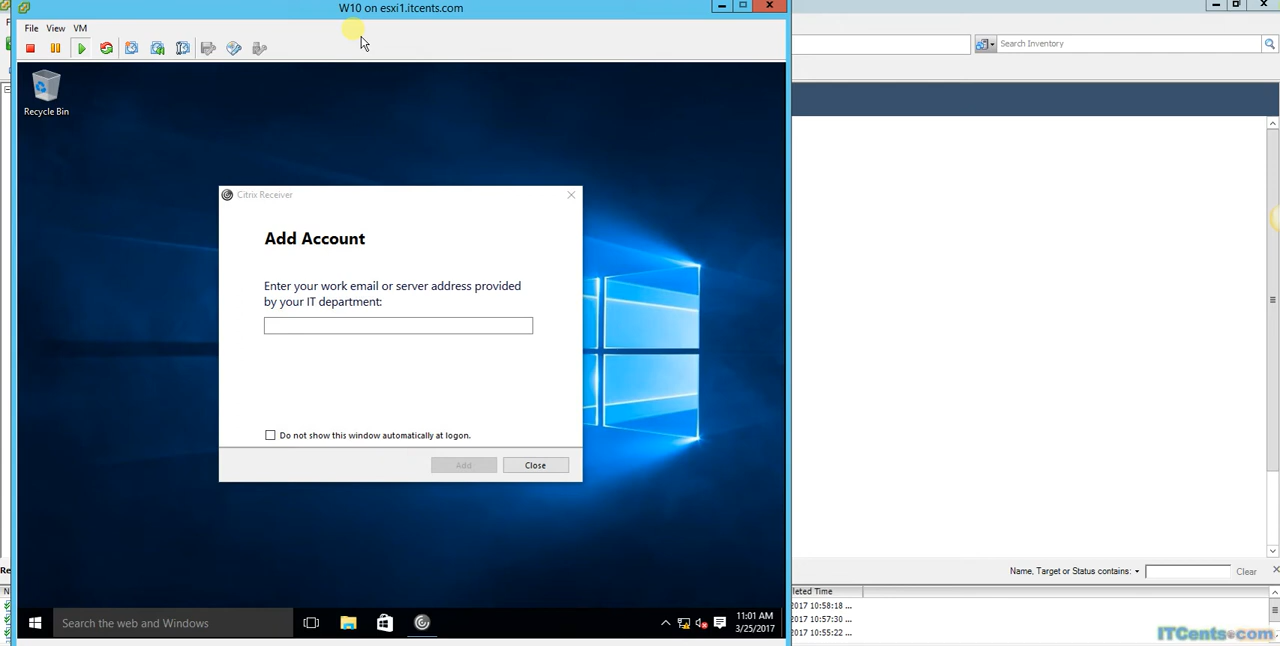 W10 on esxi1.itcents.com
File View VM
Search Inventory
Recycle Bin
Citrix Receiver
Add Account
Enter your work email or server address provided
by your IT department:
Do not show this window automatically at logon.
Add Close
Name, Target or Status contains: Clear
leted Time
2017 10:58:18 ...
2017 10:57:30 ...
2017 10:55:22 ...
Search the web and Windows
11:01 AM
3/25/2017
ITCents.com